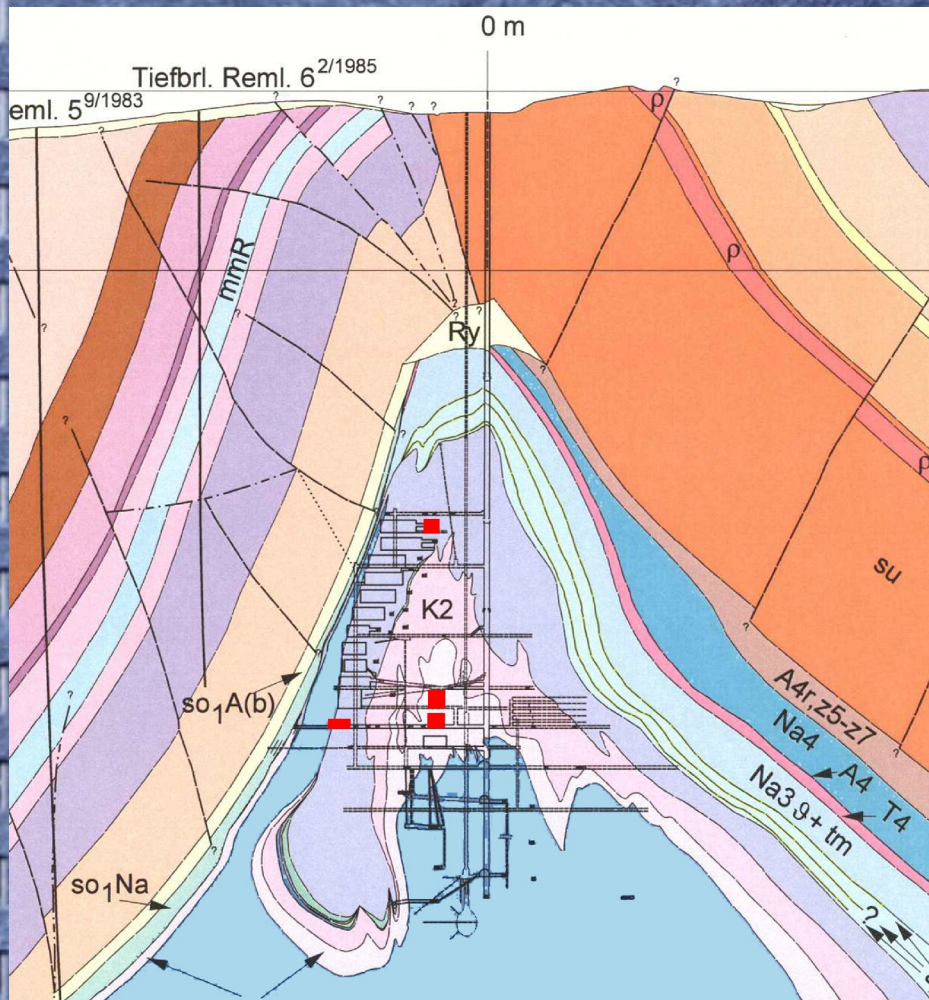 0 m
Tiefbrl. Reml. 6 2/1985
eml. 5 9/1983
ρ
mmR
ρ
Ry
ρ
su
K2
so1A(b)
A4r,z5-z7
Na4
A4
T4
Na3ϑ+ tm
so1Na
?